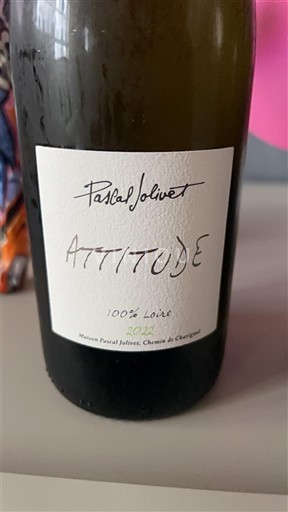 Pascal Jolivet
ATTITUDE
100% Loire
2022
Maison Pascal Jolivet, Chemin de Chavignol